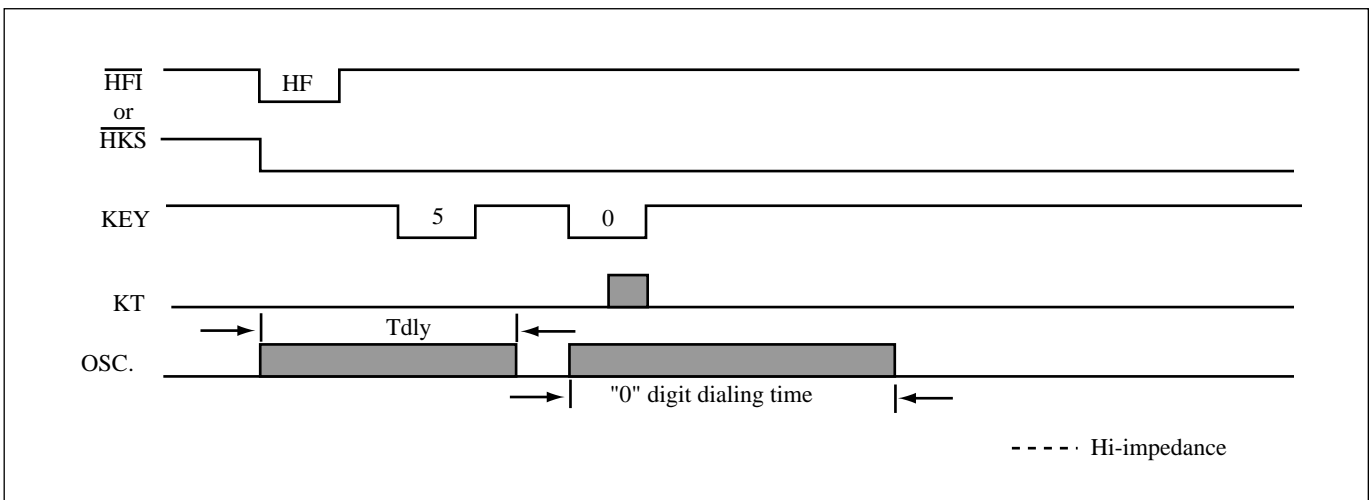 HFI
HF
or
HKS
KEY
5
0
KT
Tdly
OSC.
"0" digit dialing time
Hi-impedance